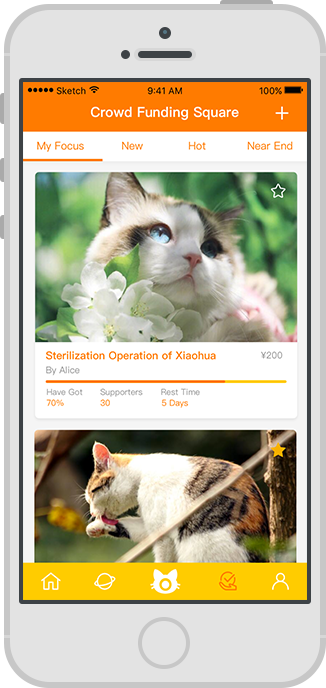 Sketch 9:41 AM 100%
Crowd Funding Square
My Focus New Hot Near End
Sterilization Operation of Xiaohua ¥200
By Alice
Have Got Supporters Rest Time
70% 30 5 Days